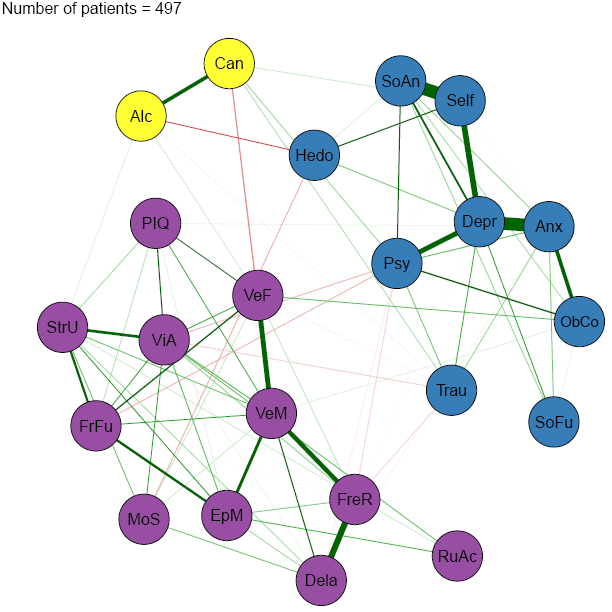 Number of patients = 497
Can
SoAn
Self
Alc
Hedo
PIQ
Depr
Anx
Psy
VeF
ObCo
StrU
ViA
Trau
VeM
SoFu
FrFu
FreR
MoS
EpM
RuAc
Dela